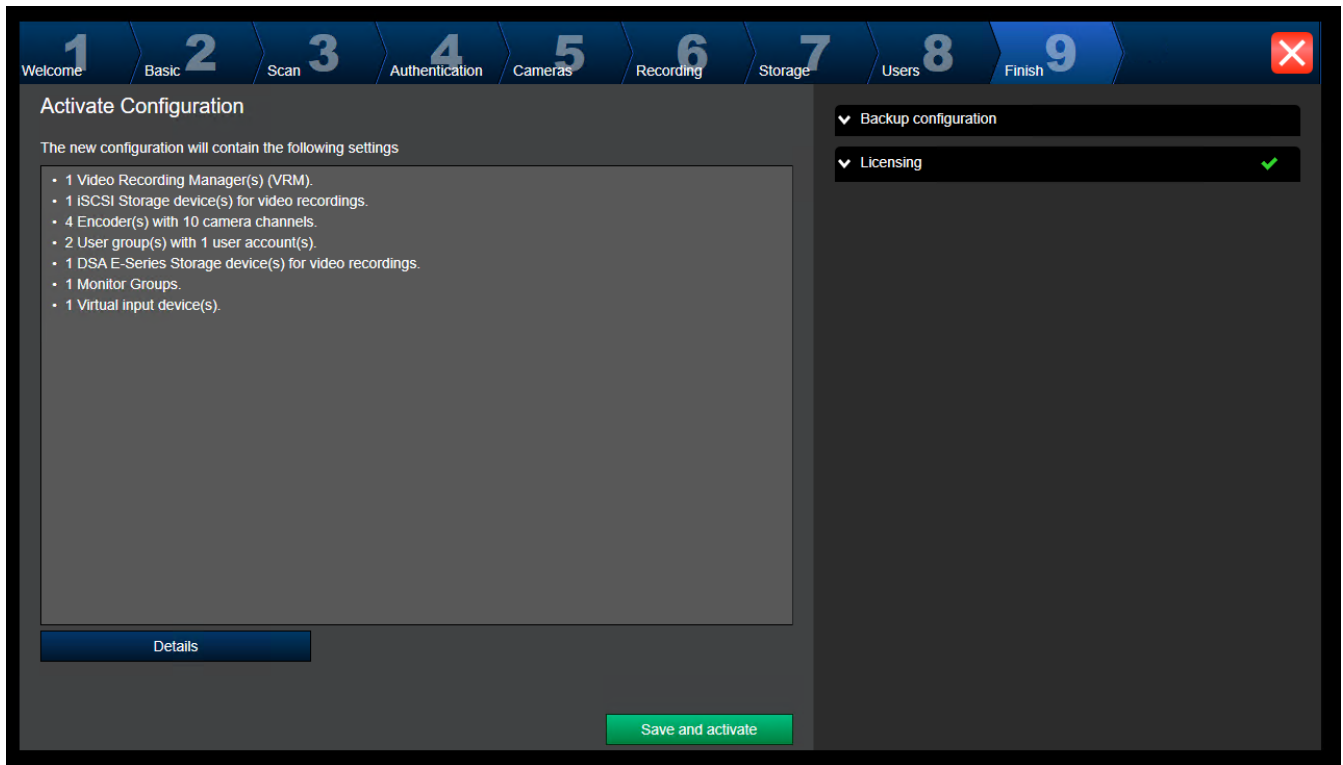 1 2 3 4 5 6 7 8 9
Welcome Basic Scan Authentication Cameras Recording Storage Users Finish
Activate Configuration
The new configuration will contain the following settings
• 1 Video Recording Manager(s) (VRM).
• 1 iSCSI Storage device(s) for video recordings.
• 4 Encoder(s) with 10 camera channels.
• 2 User group(s) with 1 user account(s).
• 1 DSA E-Series Storage device(s) for video recordings.
• 1 Monitor Groups.
• 1 Virtual input device(s).
Details
Save and activate
Backup configuration
Licensing